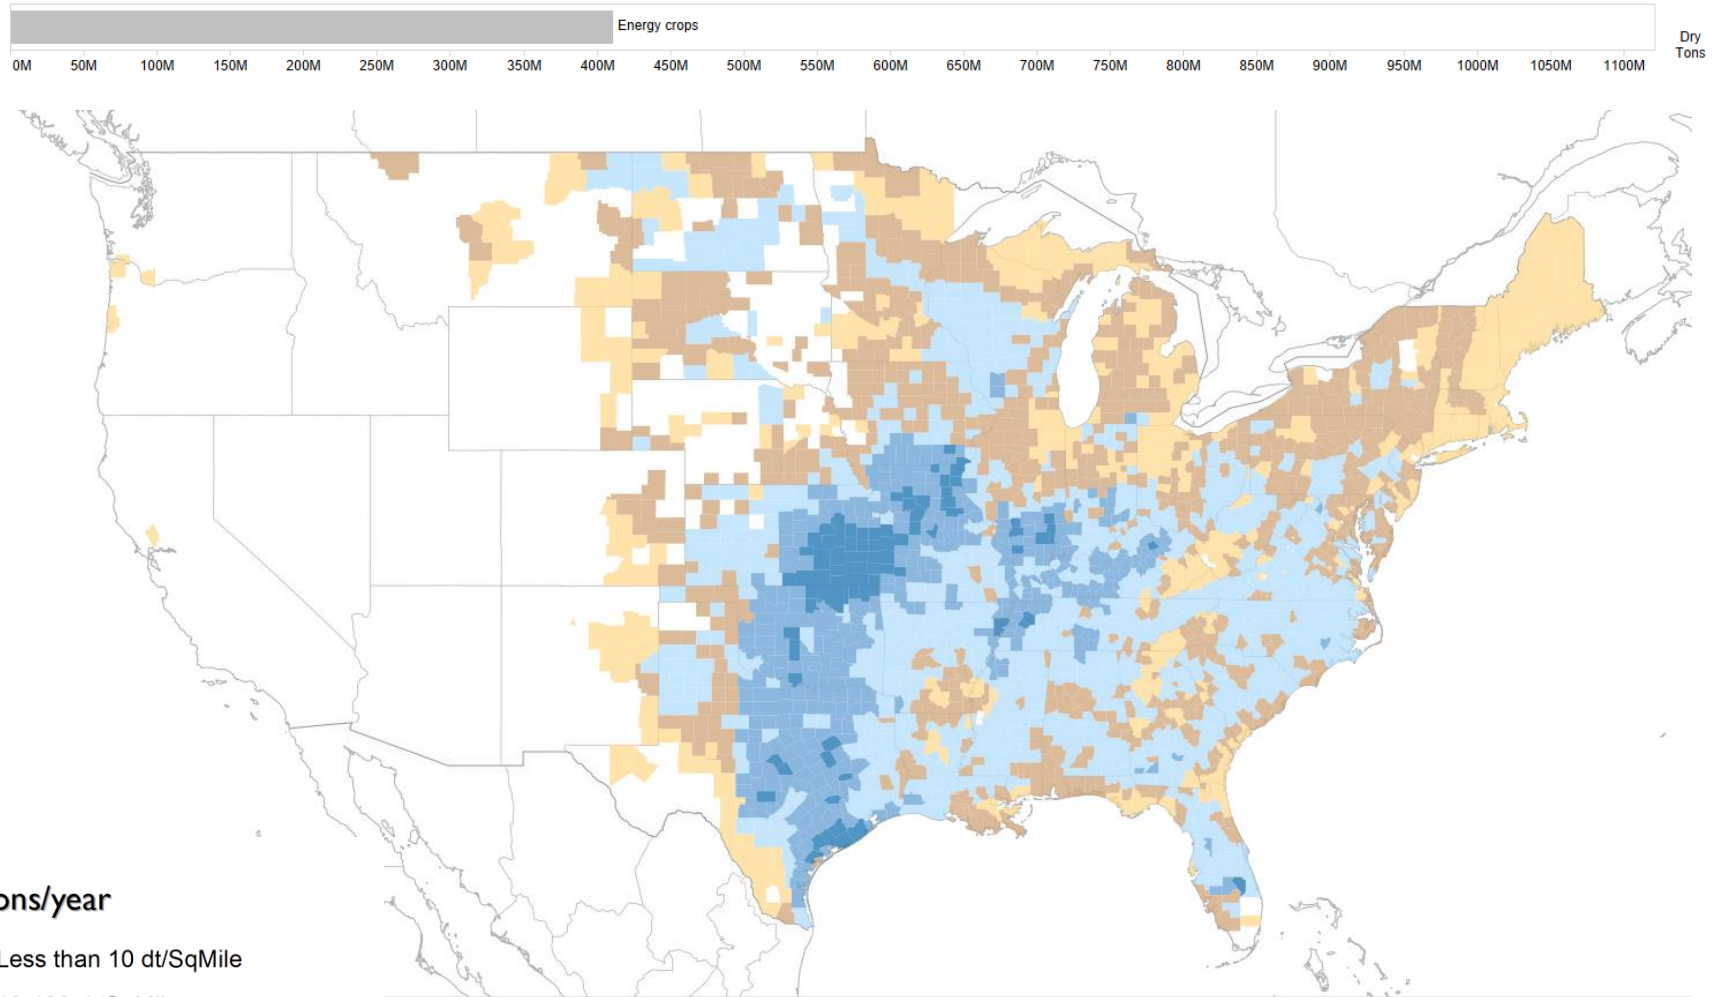 Energy crops
Dry
Tons
0M 50M 100M 150M 200M 250M 300M 350M 400M 450M 500M 550M 600M 650M 700M 750M 800M 850M 900M 950M 1000M 1050M 1100M
ons/year
Less than 10 dt/SqMile